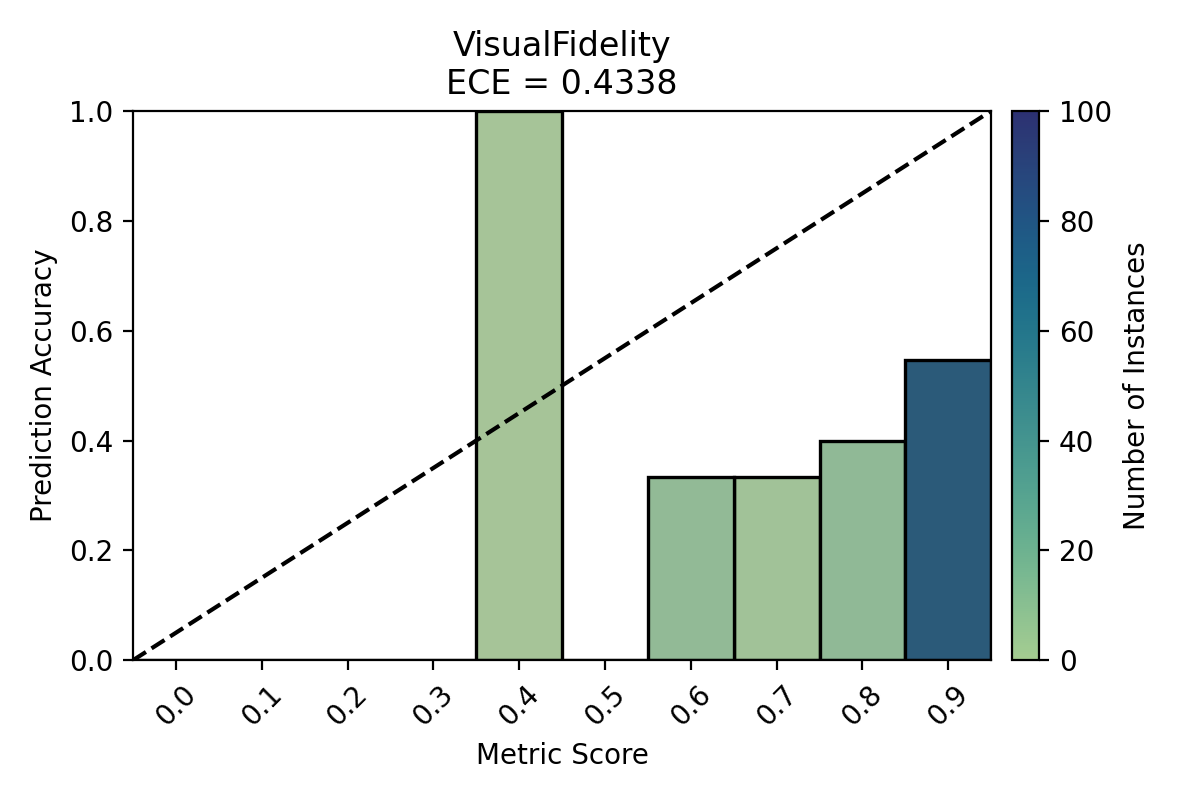 VisualFidelity
ECE = 0.4338
Prediction Accuracy
1.0
0.8
0.6
0.4
0.2
0.0
0.0 0.1 0.2 0.3 0.4 0.5 0.6 0.7 0.8 0.9
Metric Score
100
80
60
40
20
0
Number of Instances